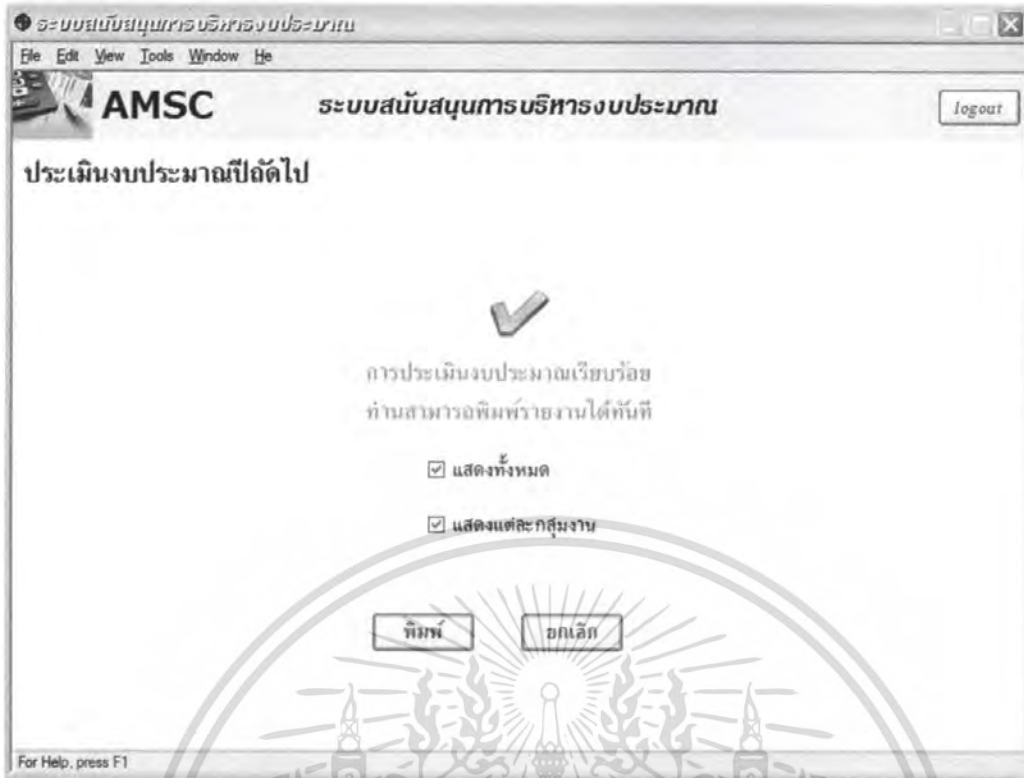 ระบบสนับสนุนการบริหารงบประมาณ
File Edit View Tools Window He
AMSC ระบบสนับสนุนการบริหารงบประมาณ logout
ประเมินงบประมาณปีถัดไป
การประเมินงบประมาณเรียบร้อย
ท่านสามารถพิมพ์รายงานได้ทันที
แสดงทั้งหมด
แสดงแต่ละกลุ่มงาน
พิมพ์ ยกเลิก
For Help, press F1